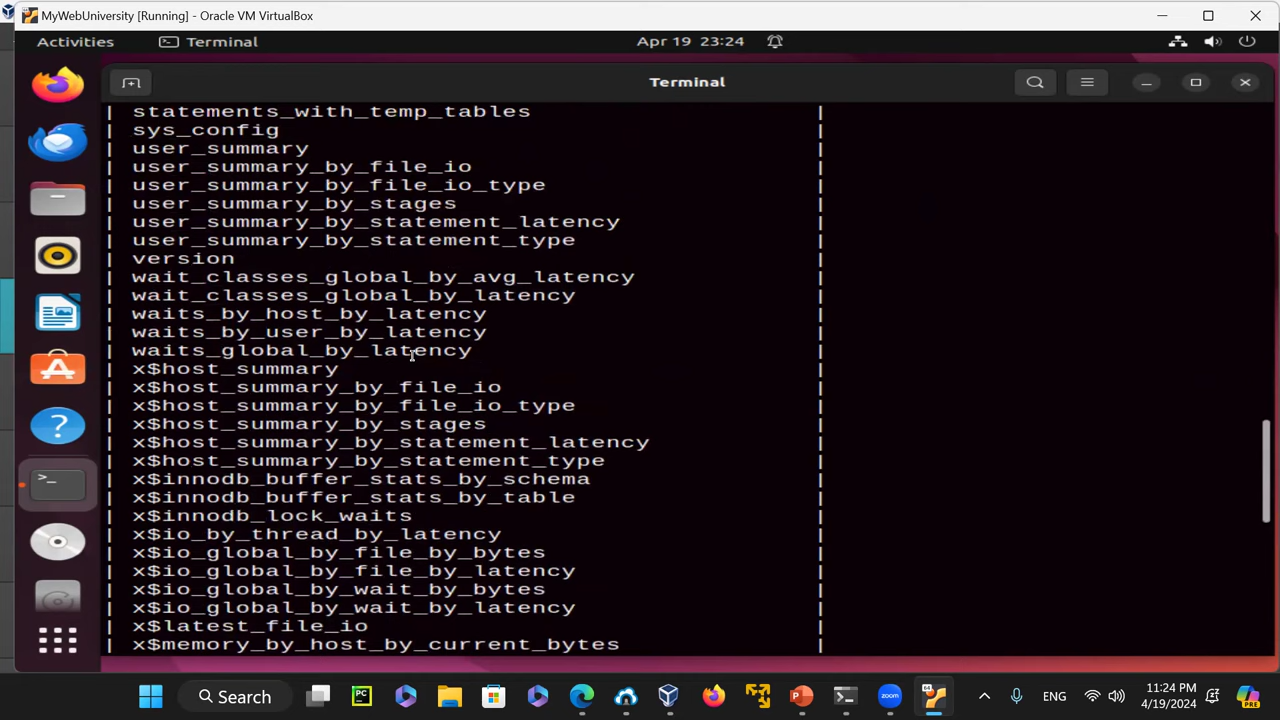 MyWebUniversity [Running] - Oracle VM VirtualBox
Activities Terminal Apr 19 23:24
Terminal
| statements_with_temp_tables |
| sys_config |
| user_summary |
| user_summary_by_file_io |
| user_summary_by_file_io_type |
| user_summary_by_stages |
| user_summary_by_statement_latency |
| user_summary_by_statement_type |
| version |
| wait_classes_global_by_avg_latency |
| wait_classes_global_by_latency |
| waits_by_host_by_latency |
| waits_by_user_by_latency |
| waits_global_by_latency |
| x$host_summary |
| x$host_summary_by_file_io |
| x$host_summary_by_file_io_type |
| x$host_summary_by_stages |
| x$host_summary_by_statement_latency |
| x$host_summary_by_statement_type |
| x$innodb_buffer_stats_by_schema |
| x$innodb_buffer_stats_by_table |
| x$innodb_lock_waits |
| x$io_by_thread_by_latency |
| x$io_global_by_file_by_bytes |
| x$io_global_by_file_by_latency |
| x$io_global_by_wait_by_bytes |
| x$io_global_by_wait_by_latency |
| x$latest_file_io |
| x$memory_by_host_by_current_bytes |
Search
ENG
11:24 PM
4/19/2024
PRE